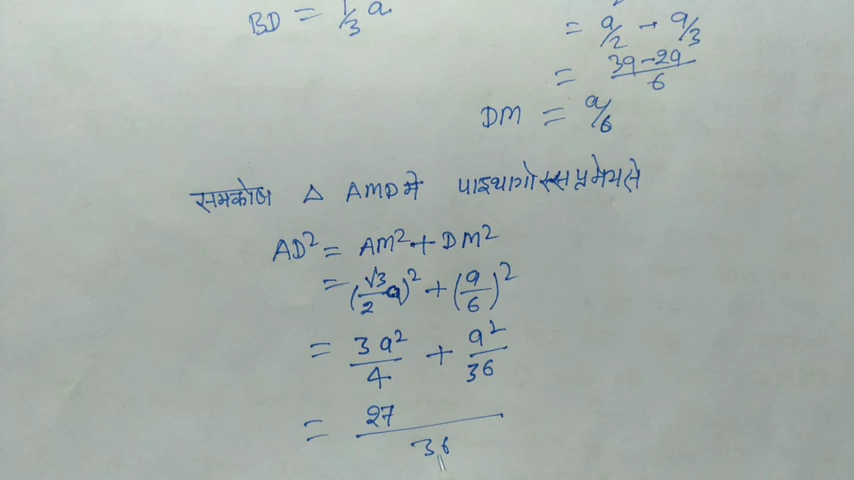 BD = 1/3 a
= a/2 - a/3
= 3a-2a/6
DM = a/6
समकोण △ AMD में पाइथागोरस प्रमेय से
AD² = AM² + DM²
= (√3/2 a)² + (a/6)²
= 3a²/4 + a²/36
= 27/36